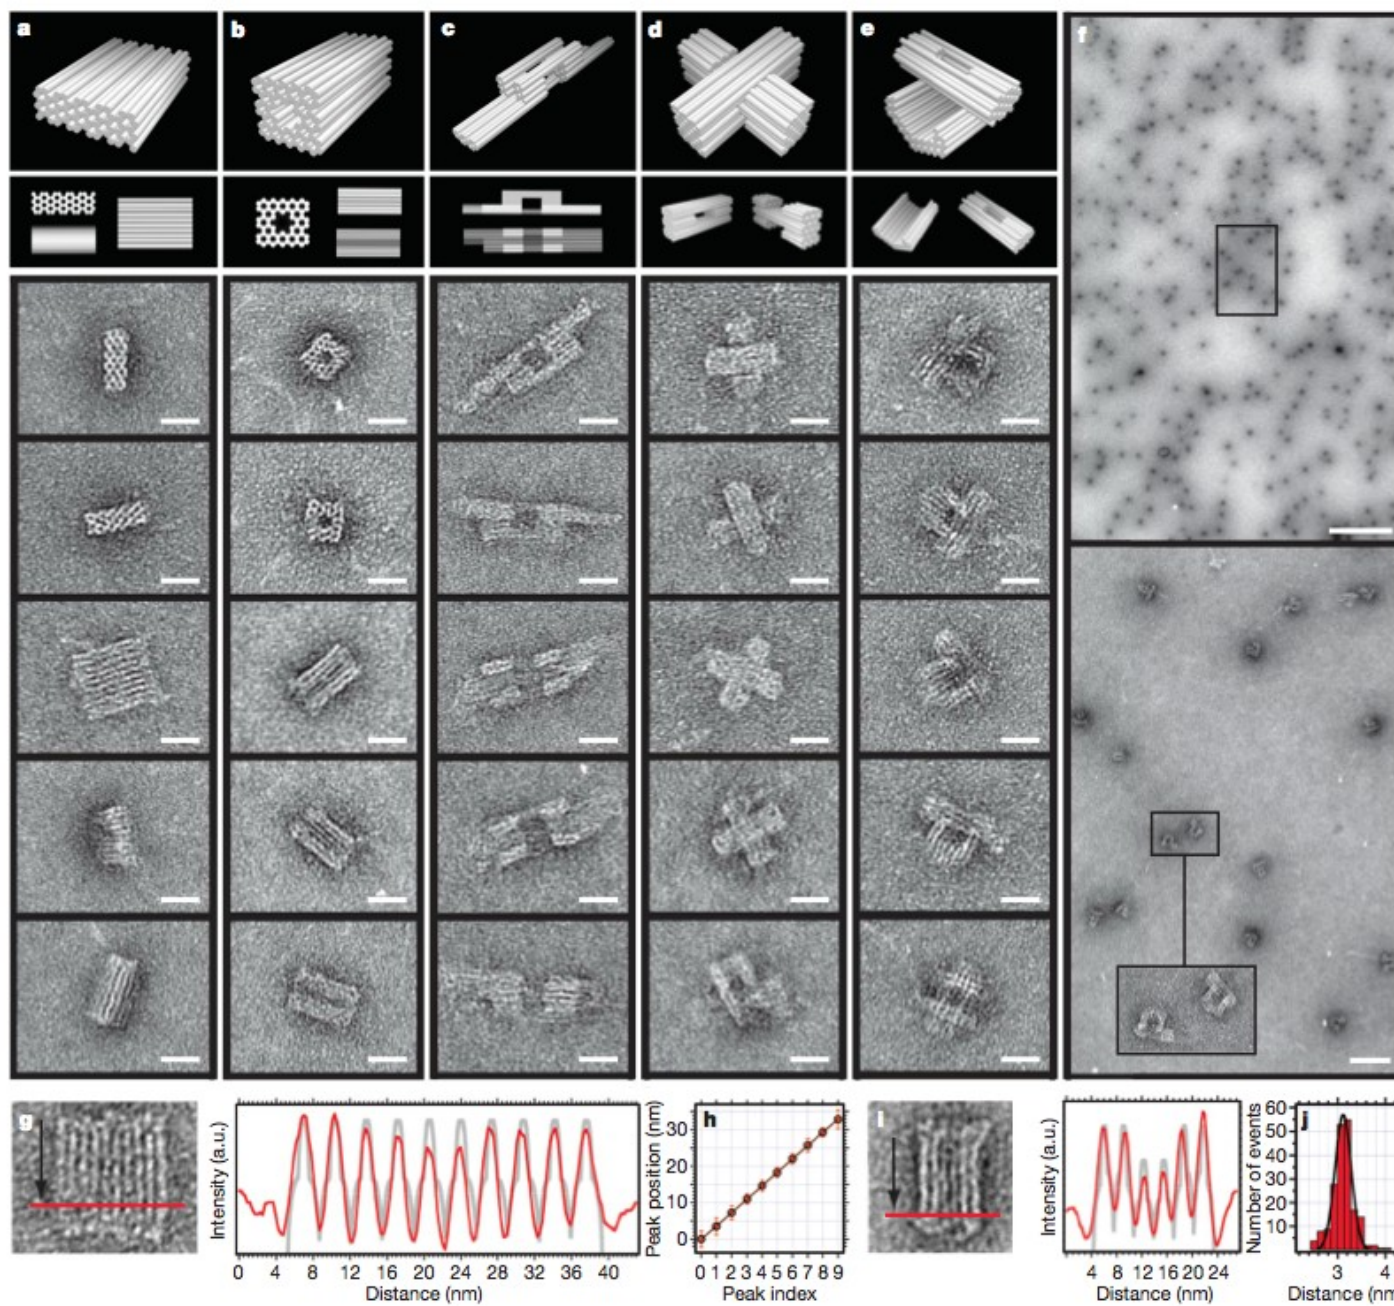 a b c d e f
g
Intensity (a.u.)
0 4 8 12 16 20 24 28 32 36 40
Distance (nm)
h
Peak position (nm)
30
20
10
0
0 1 2 3 4 5 6 7 8 9
Peak index
i
Intensity (a.u.)
4 8 12 16 20 24
Distance (nm)
j
Number of events
60
50
40
30
20
10
3 4
Distance (nm